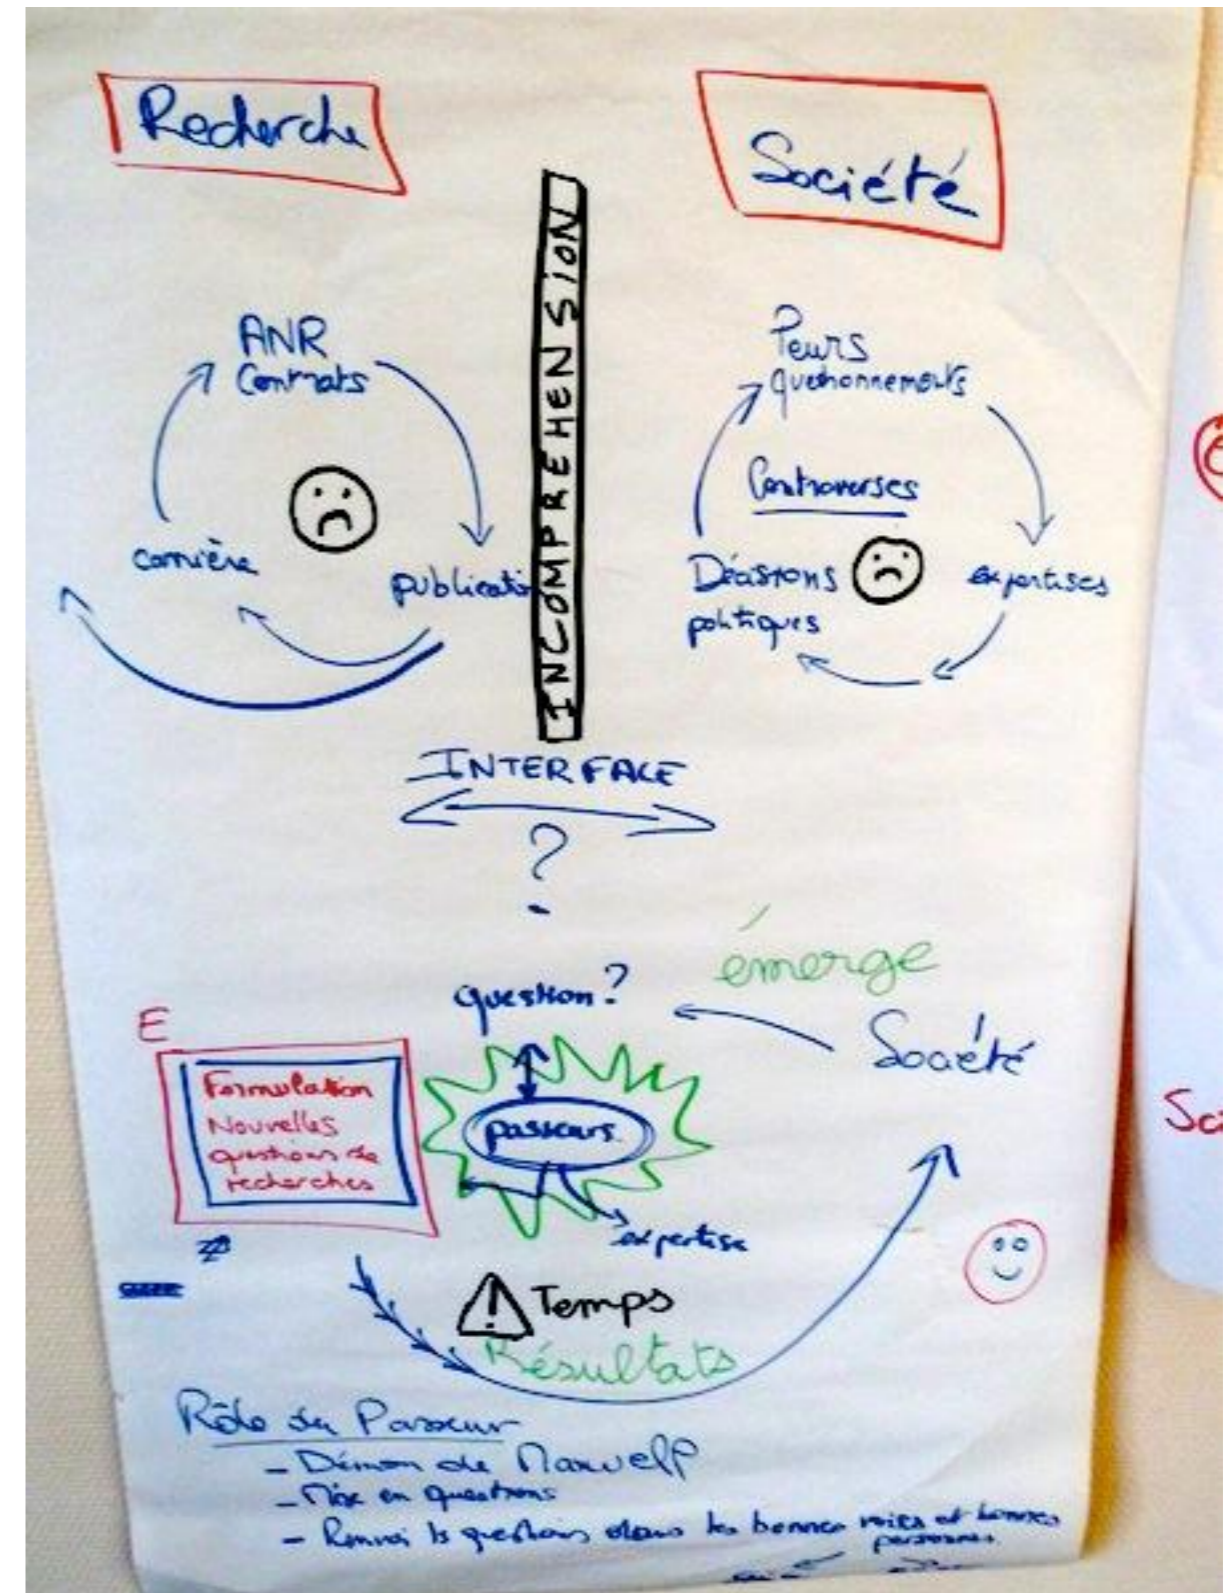 Recherche
Société
INCOMPREHENSION
ANR
Contrats
publication
carrière
Peurs
questionnements
Controverses
expertises
Décisions
politiques
INTERFACE
?
émerge
question?
Société
E
Formulation
Nouvelles
questions de
recherches
passeurs
expertise
! Temps
Résultats
Rôle du Passeur
- Démon de Maxwell
- Mise en questions
- Renvoi ls questions dans les bonnes voies et bonnes
personnes.
Sci